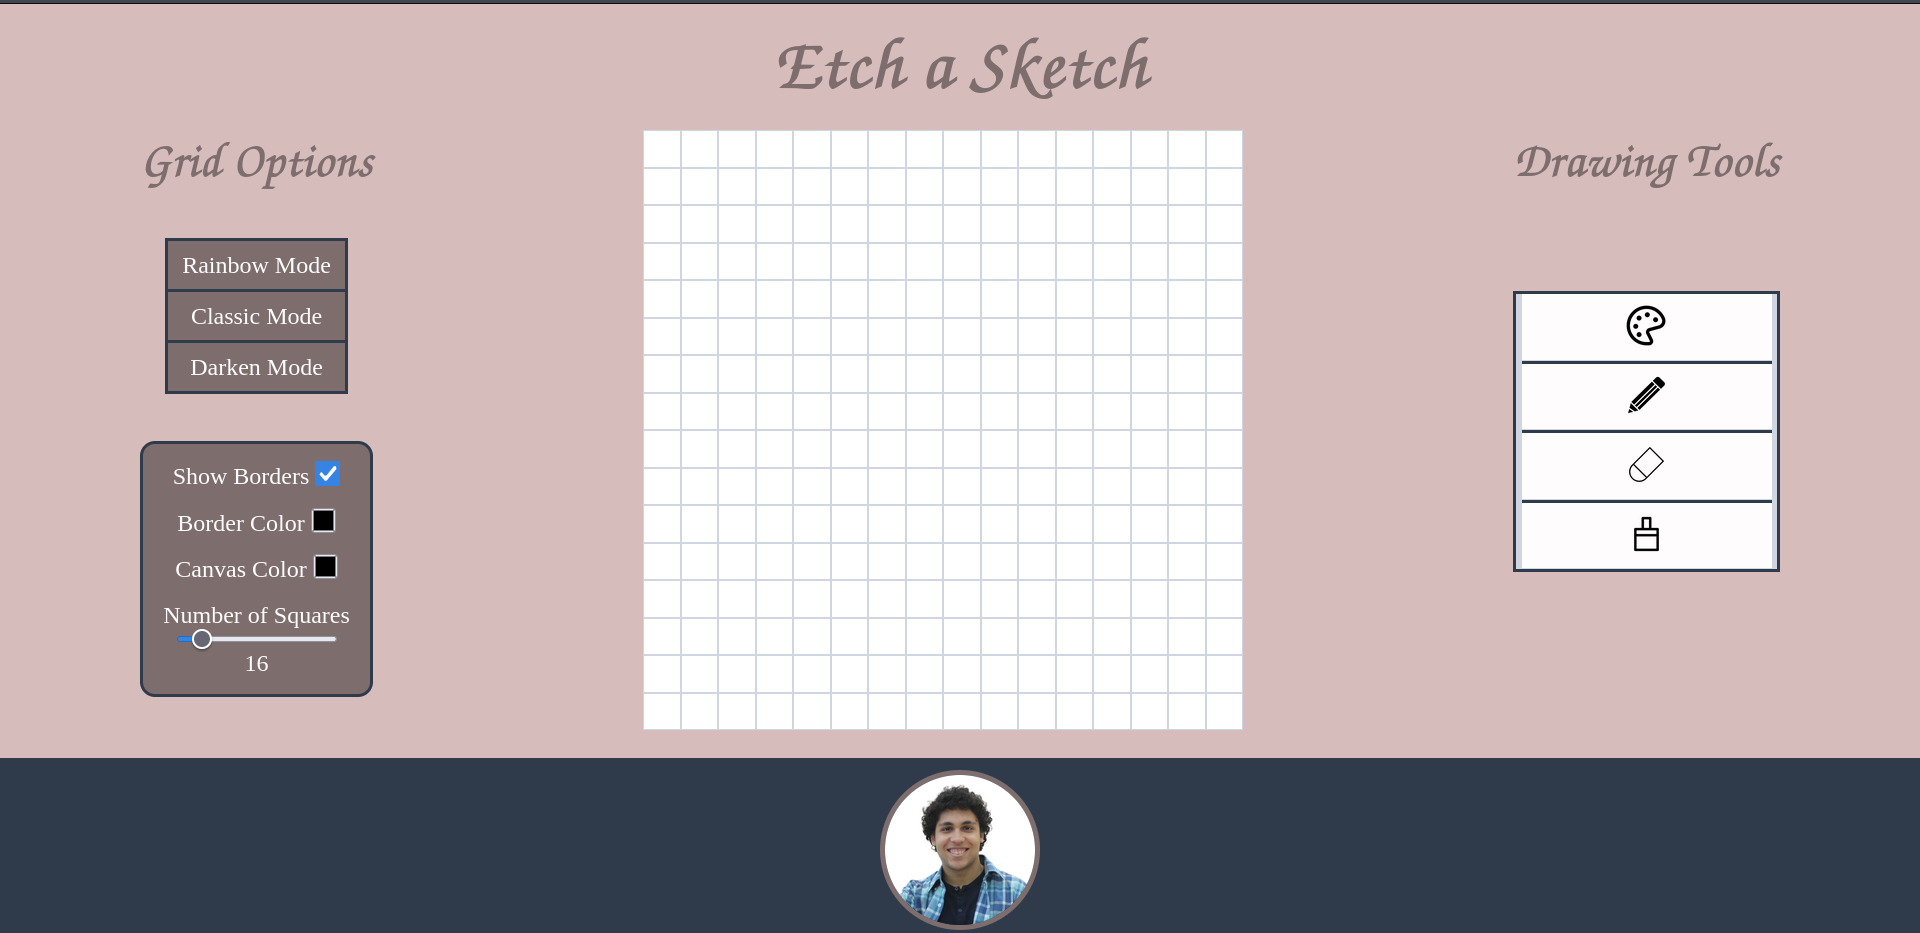 Etch a Sketch
Grid Options
Rainbow Mode
Classic Mode
Darken Mode
Show Borders
Border Color
Canvas Color
Number of Squares
16
Drawing Tools